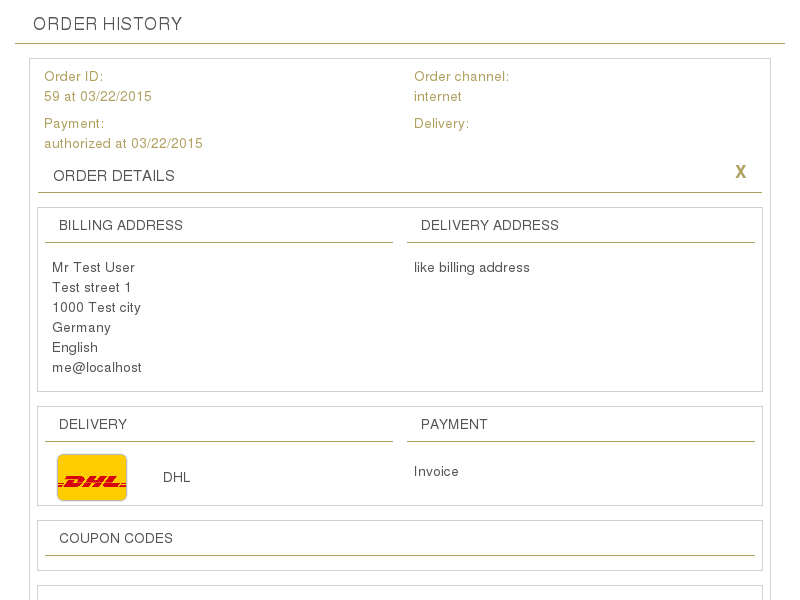 ORDER HISTORY
Order ID:
59 at 03/22/2015
Order channel:
internet
Payment:
authorized at 03/22/2015
Delivery:
ORDER DETAILS
X
BILLING ADDRESS
Mr Test User
Test street 1
1000 Test city
Germany
English
me@localhost
DELIVERY ADDRESS
like billing address
DELIVERY
DHL
DHL
PAYMENT
Invoice
COUPON CODES